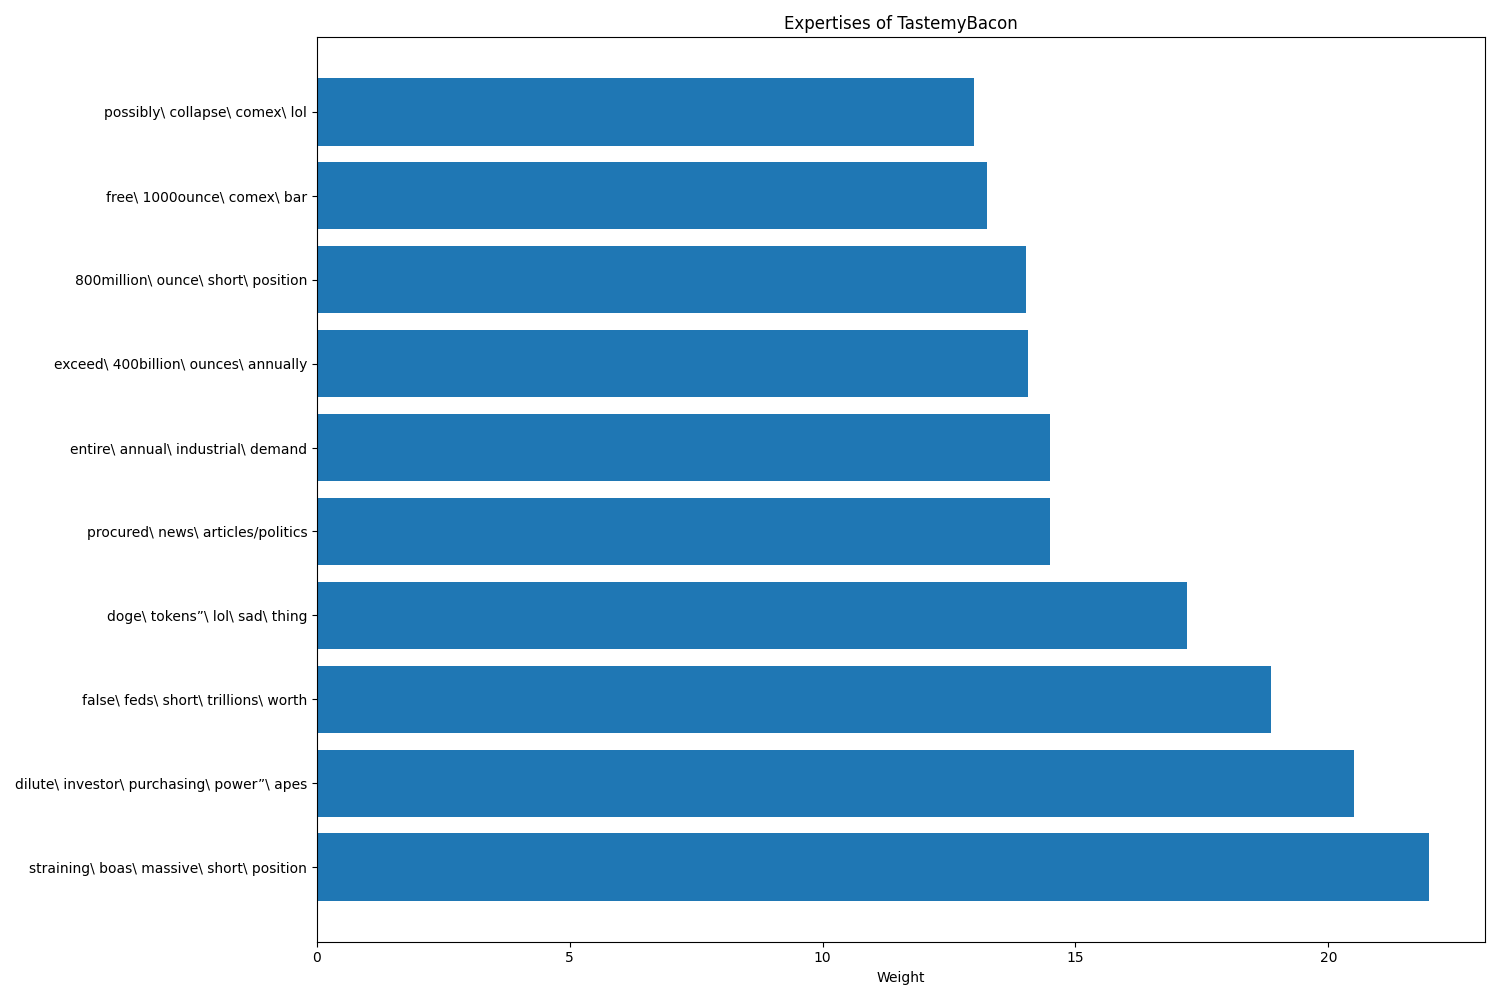 Expertises of TastemyBacon
possibly\ collapse\ comex\ lol
free\ 1000ounce\ comex\ bar
800million\ ounce\ short\ position
exceed\ 400billion\ ounces\ annually
entire\ annual\ industrial\ demand
procured\ news\ articles/politics
doge\ tokens”\ lol\ sad\ thing
false\ feds\ short\ trillions\ worth
dilute\ investor\ purchasing\ power”\ apes
straining\ boas\ massive\ short\ position
0 5 10 15 20
Weight